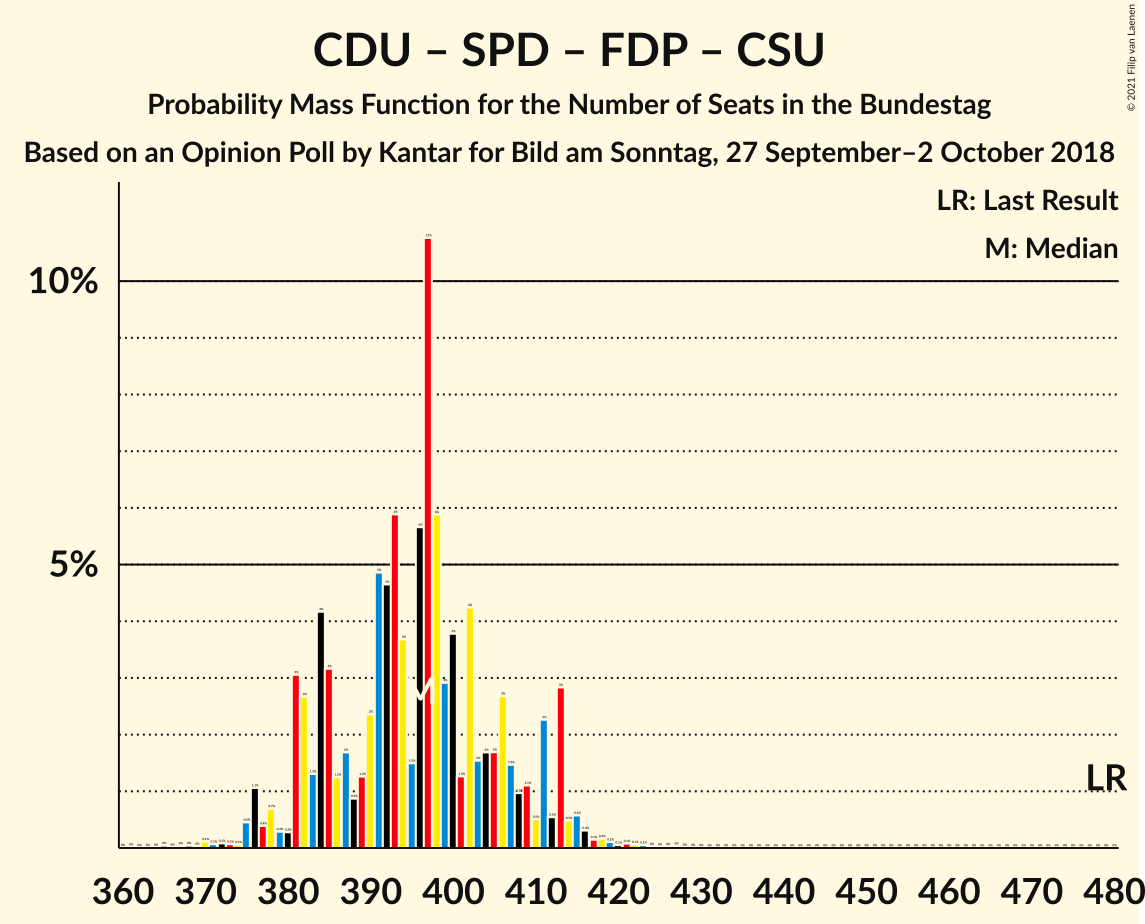 CDU – SPD – FDP – CSU
Probability Mass Function for the Number of Seats in the Bundestag
Based on an Opinion Poll by Kantar for Bild am Sonntag, 27 September–2 October 2018
© 2021 Filip van Laenen
LR: Last Result
M: Median
10%
5%
M
LR
360 370 380 390 400 410 420 430 440 450 460 470 480